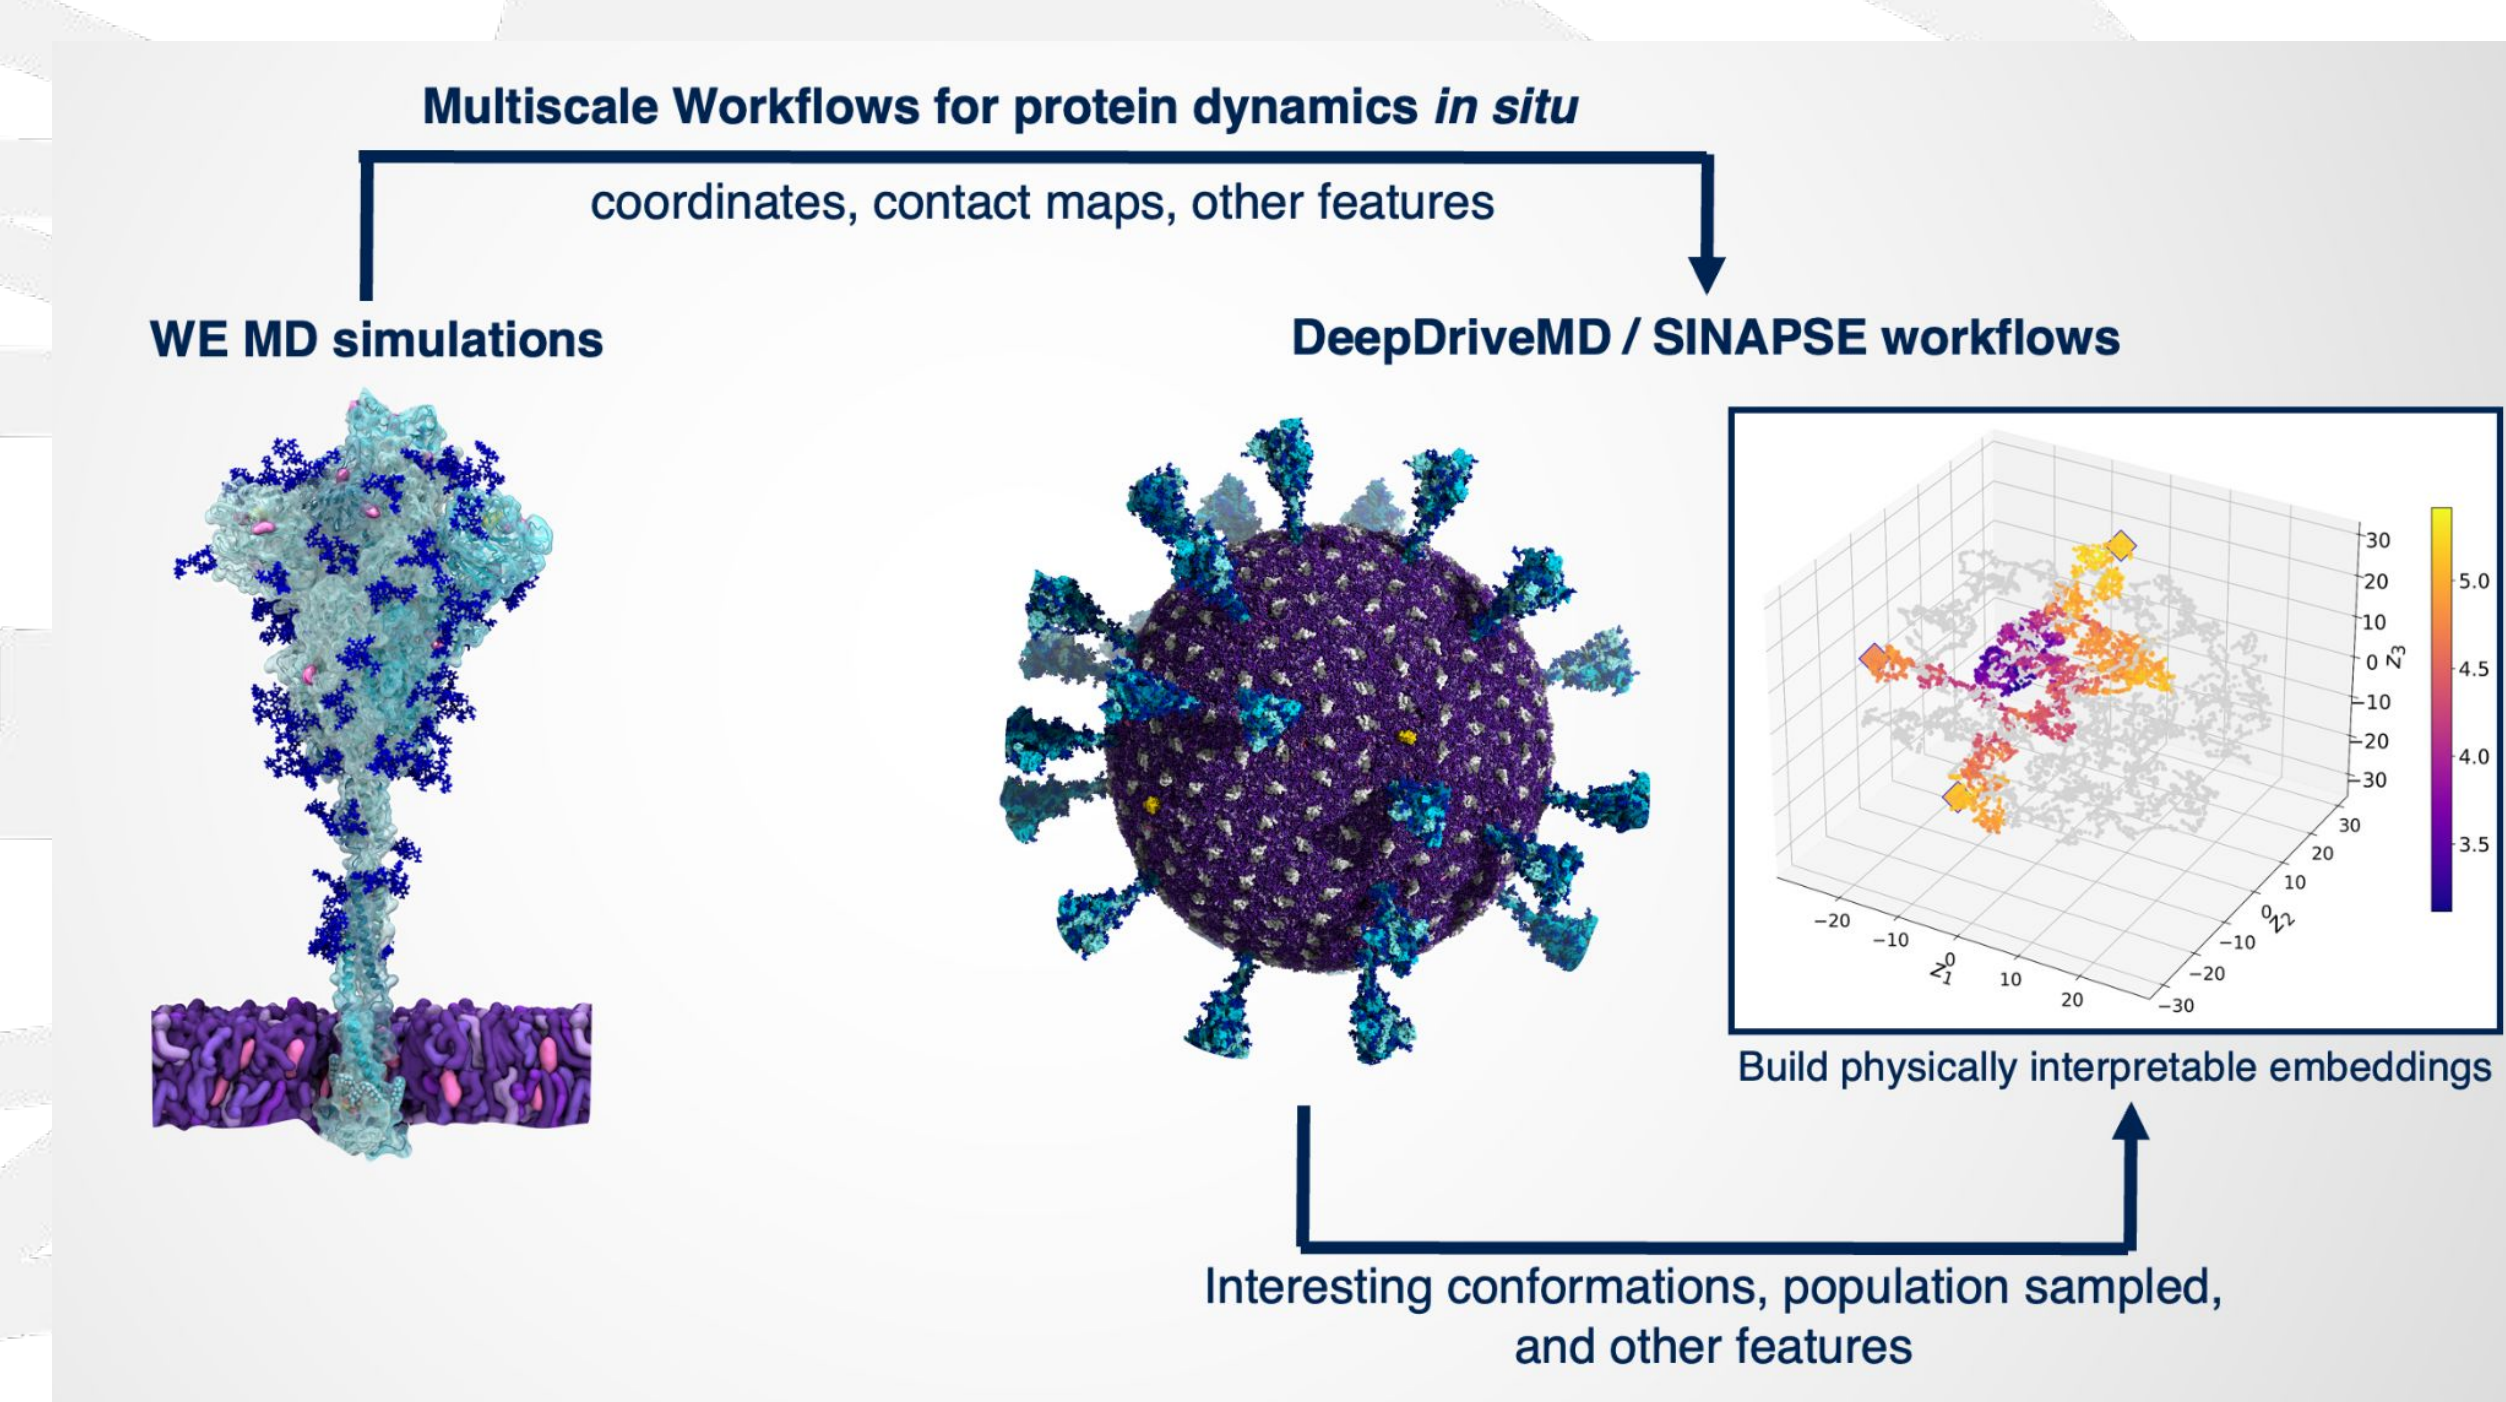 Multiscale Workflows for protein dynamics in situ
coordinates, contact maps, other features
WE MD simulations
DeepDriveMD / SINAPSE workflows
30
20
10
0
−10
−20
−30
Z3
30
20
10
0
−10
−20
−30
Z2
−20
−10
0
10
20
Z1
5.0
4.5
4.0
3.5
Build physically interpretable embeddings
Interesting conformations, population sampled,
and other features